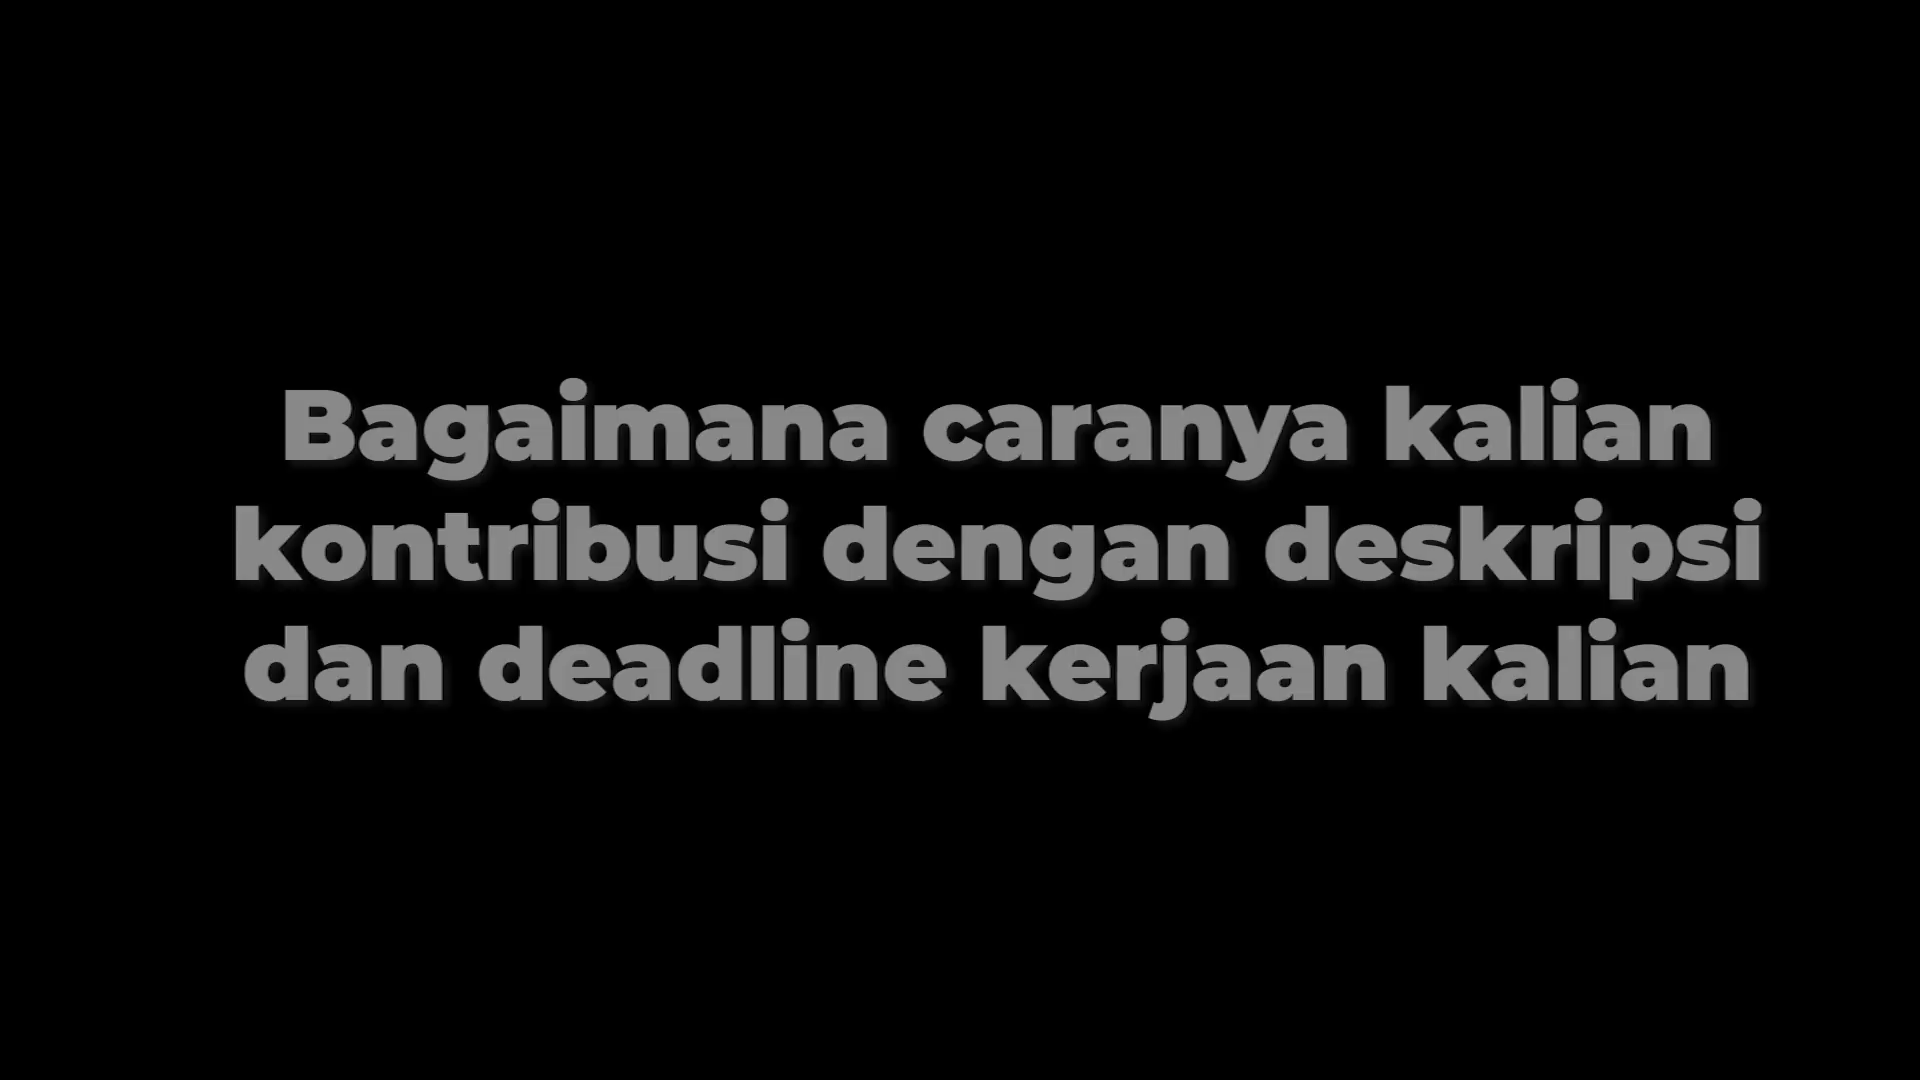 Bagaimana caranya kalian
kontribusi dengan deskripsi
dan deadline kerjaan kalian